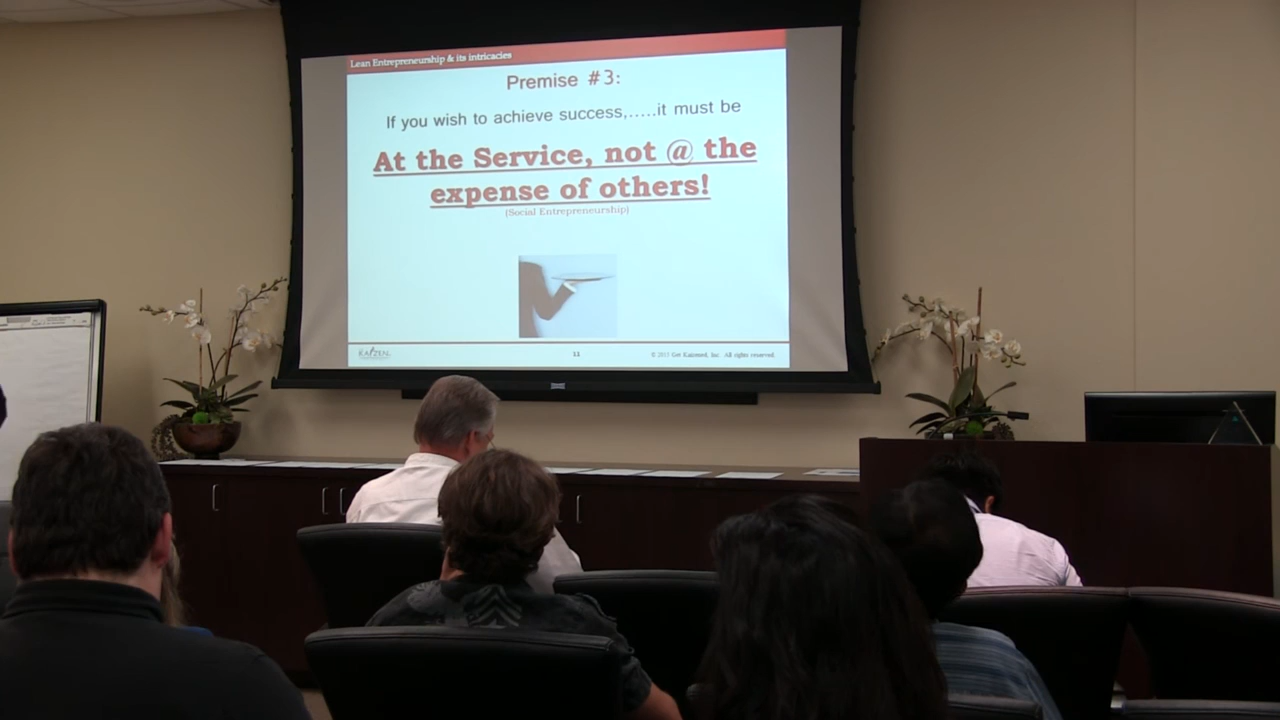 Lean Entrepreneurship & its intricacies
Premise #3:
If you wish to achieve success,.....it must be
At the Service, not @ the
expense of others!
(Social Entrepreneurship)
KAIZEN
11
© 2015 Get Kaizened, Inc. All rights reserved.